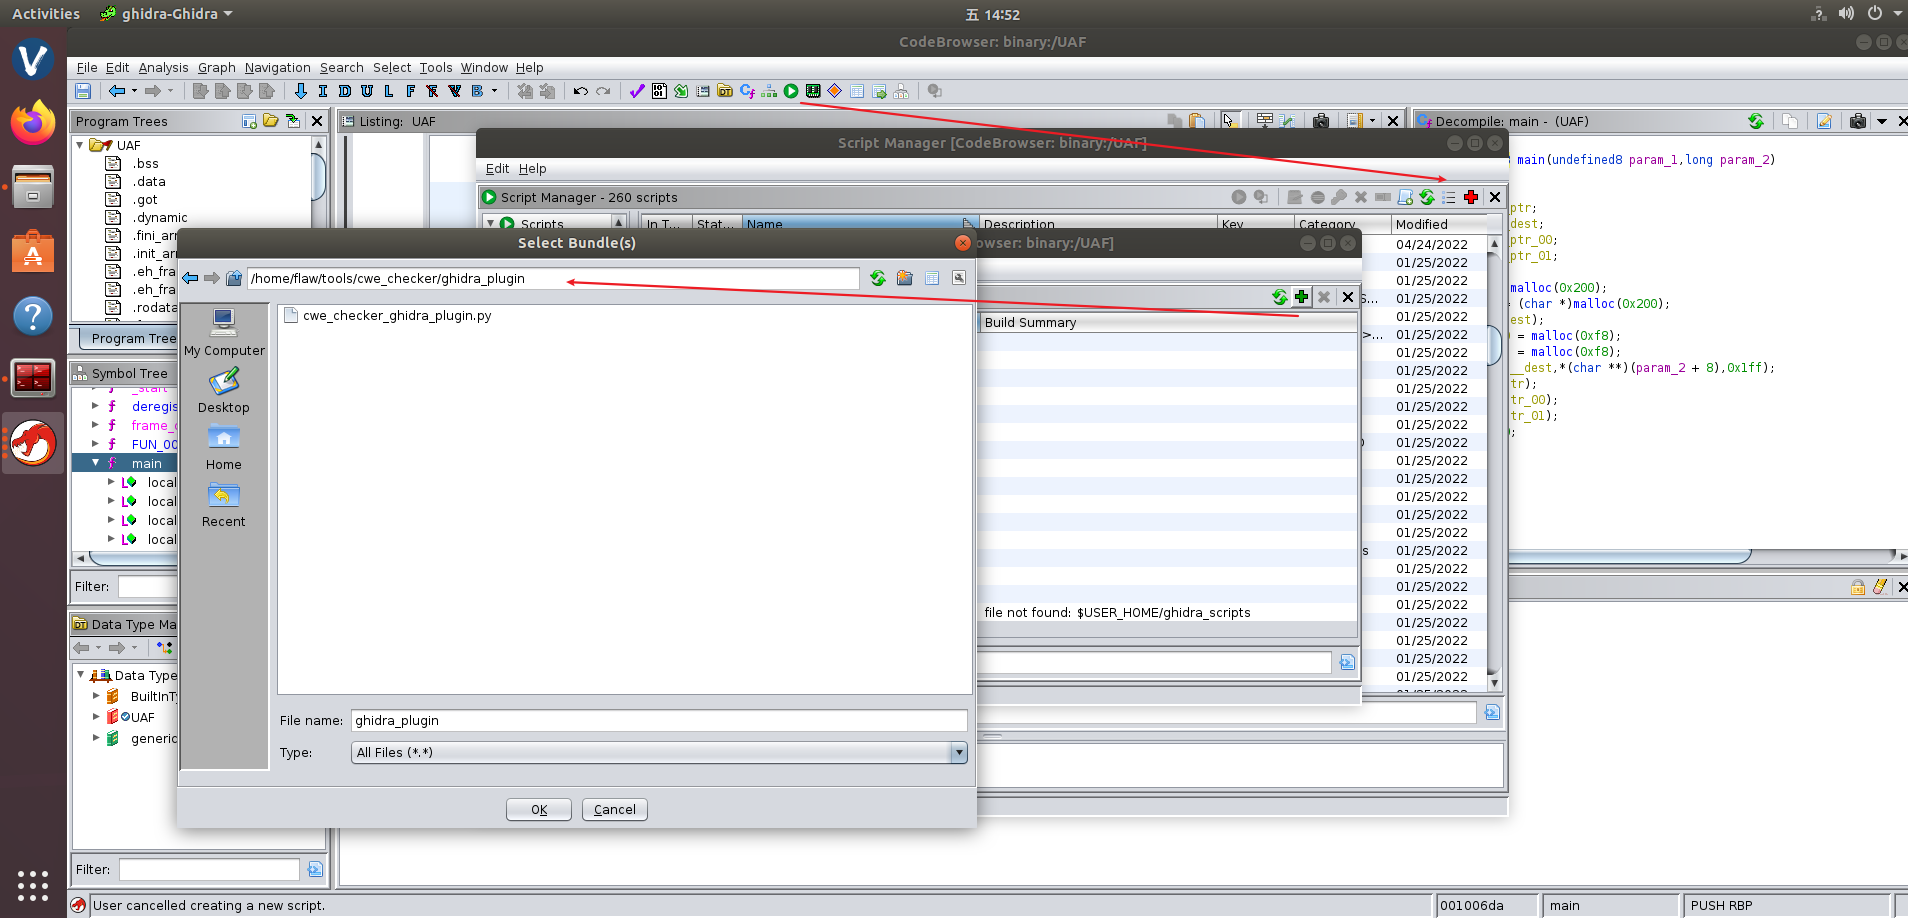 Activities
ghidra-Ghidra
五 14:52
CodeBrowser: binary:/UAF
File Edit Analysis Graph Navigation Search Select Tools Window Help
I D U L F B
Program Trees
UAF
.bss
.data
.got
.dynamic
.fini_arr
.init_arr
.eh_fra
.eh_fra
.rodata
Program Tree
Symbol Tree
_start
deregis
frame_d
FUN_00
main
local
local
local
local
Filter:
Data Type Ma
Data Type
BuiltInTy
UAF
generic
Filter:
Listing: UAF
Script Manager [CodeBrowser: binary:/UAF]
Edit Help
Script Manager - 260 scripts
Scripts
In T... Stat... Name Description Key Category Modified
04/24/2022
01/25/2022
01/25/2022
s... 01/25/2022
01/25/2022
>... 01/25/2022
01/25/2022
01/25/2022
01/25/2022
01/25/2022
01/25/2022
01/25/2022
01/25/2022
01/25/2022
01/25/2022
01/25/2022
01/25/2022
s 01/25/2022
01/25/2022
01/25/2022
01/25/2022
01/25/2022
01/25/2022
01/25/2022
01/25/2022
owser: binary:/UAF]
Build Summary
file not found: $USER_HOME/ghidra_scripts
Select Bundle(s)
/home/flaw/tools/cwe_checker/ghidra_plugin
My Computer
Desktop
Home
Recent
cwe_checker_ghidra_plugin.py
File name: ghidra_plugin
Type: All Files (*.*)
OK
Cancel
Decompile: main - (UAF)
main(undefined8 param_1,long param_2)
ptr;
_dest;
ptr_00;
ptr_01;
malloc(0x200);
= (char *)malloc(0x200);
dest);
= malloc(0xf8);
= malloc(0xf8);
__dest,*(char **)(param_2 + 8),0x1ff);
tr);
tr_00);
tr_01);
;
User cancelled creating a new script.
001006da
main
PUSH RBP